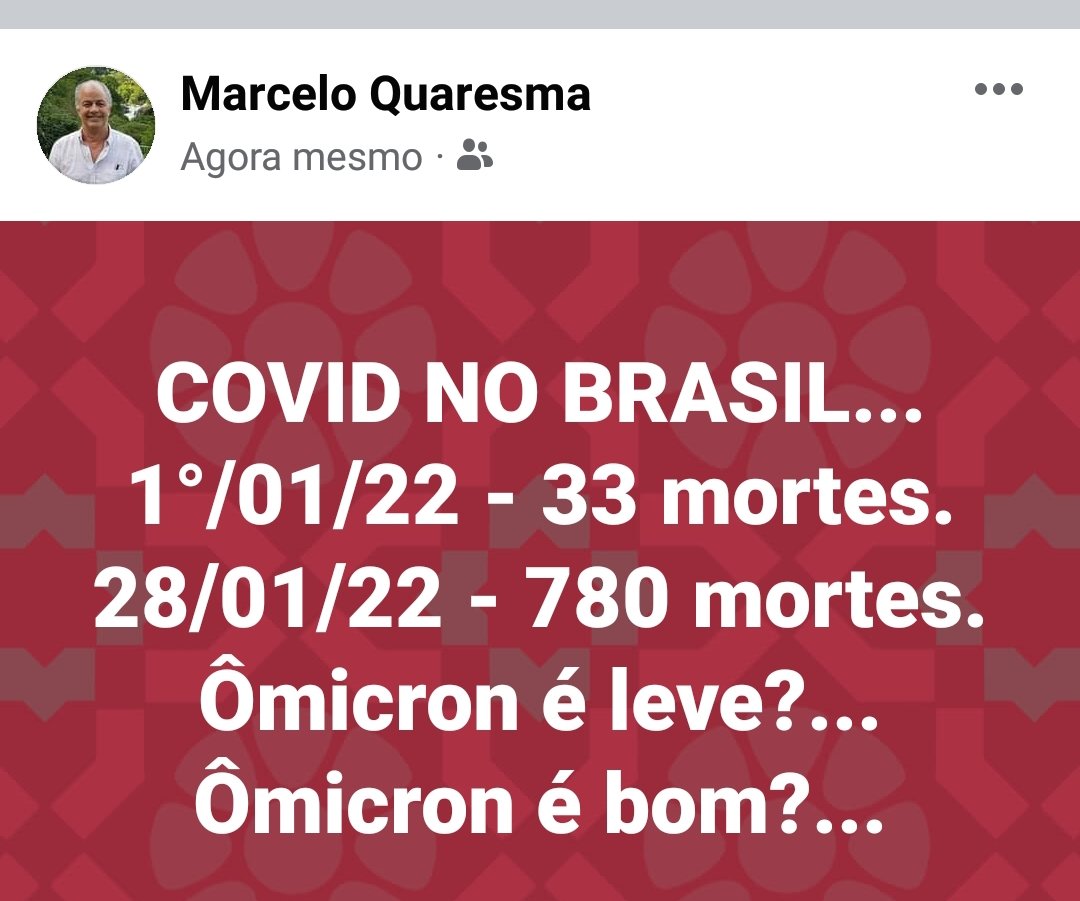 Marcelo Quaresma
Agora mesmo ·
COVID NO BRASIL...
1°/01/22 - 33 mortes.
28/01/22 - 780 mortes.
Ômicron é leve?...
Ômicron é bom?...